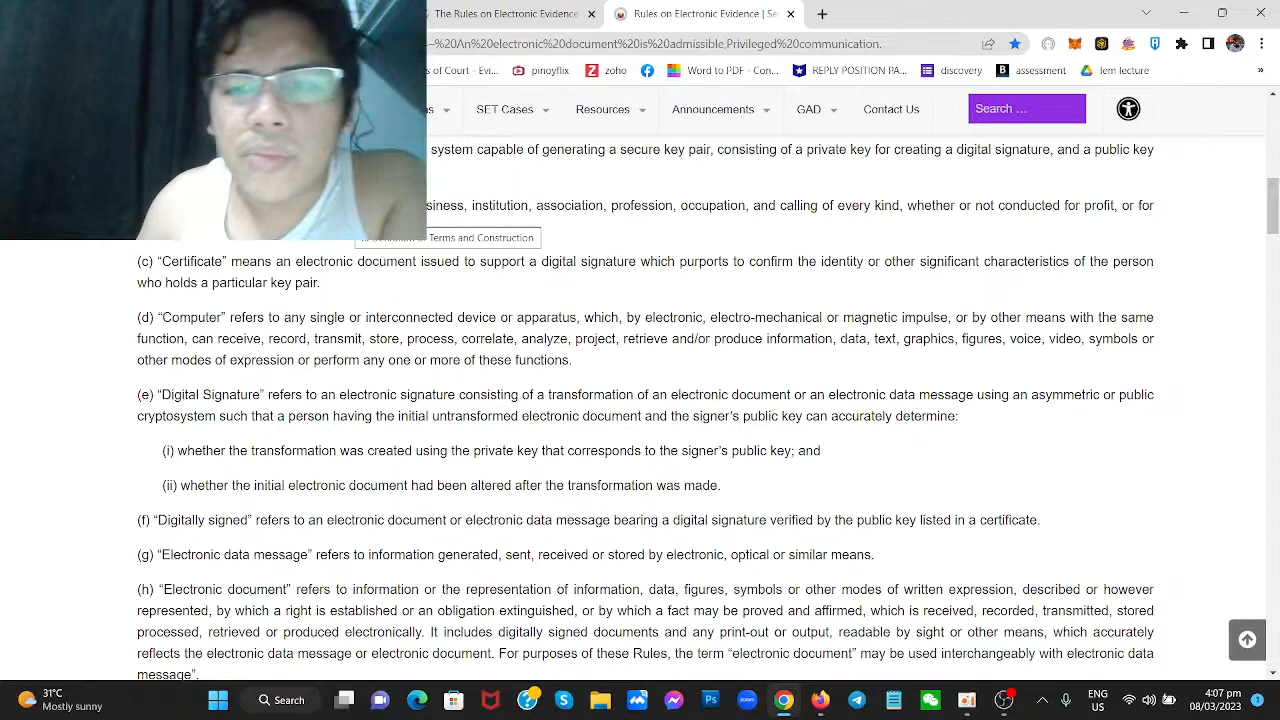 The Rules on Electronic Evidence
Rules on Electronic Evidence | Se
An%20electronic%20document%20is%20admissible,Privileged%20communication.
s of Court - Evi...
pinoyflix
zoho
Word to PDF - Con...
REPLY POSITION PA...
discovery
assessment
lem lecture
»
SET Cases
Resources
Announcements
GAD
Contact Us
Search …
system capable of generating a secure key pair, consisting of a private key for creating a digital signature, and a public key
siness, institution, association, profession, occupation, and calling of every kind, whether or not conducted for profit, or for
Terms and Construction
(c) “Certificate” means an electronic document issued to support a digital signature which purports to confirm the identity or other significant characteristics of the person
who holds a particular key pair.
(d) “Computer” refers to any single or interconnected device or apparatus, which, by electronic, electro-mechanical or magnetic impulse, or by other means with the same
function, can receive, record, transmit, store, process, correlate, analyze, project, retrieve and/or produce information, data, text, graphics, figures, voice, video, symbols or
other modes of expression or perform any one or more of these functions.
(e) “Digital Signature” refers to an electronic signature consisting of a transformation of an electronic document or an electronic data message using an asymmetric or public
cryptosystem such that a person having the initial untransformed electronic document and the signer’s public key can accurately determine:
(i) whether the transformation was created using the private key that corresponds to the signer’s public key; and
(ii) whether the initial electronic document had been altered after the transformation was made.
(f) “Digitally signed” refers to an electronic document or electronic data message bearing a digital signature verified by the public key listed in a certificate.
(g) “Electronic data message” refers to information generated, sent, received or stored by electronic, optical or similar means.
(h) “Electronic document” refers to information or the representation of information, data, figures, symbols or other modes of written expression, described or however
represented, by which a right is established or an obligation extinguished, or by which a fact may be proved and affirmed, which is received, recorded, transmitted, stored
processed, retrieved or produced electronically. It includes digitally signed documents and any print-out or output, readable by sight or other means, which accurately
reflects the electronic data message or electronic document. For purposes of these Rules, the term “electronic document” may be used interchangeably with electronic data
message”.
31°C
Mostly sunny
Search
ENG
US
4:07 pm
08/03/2023